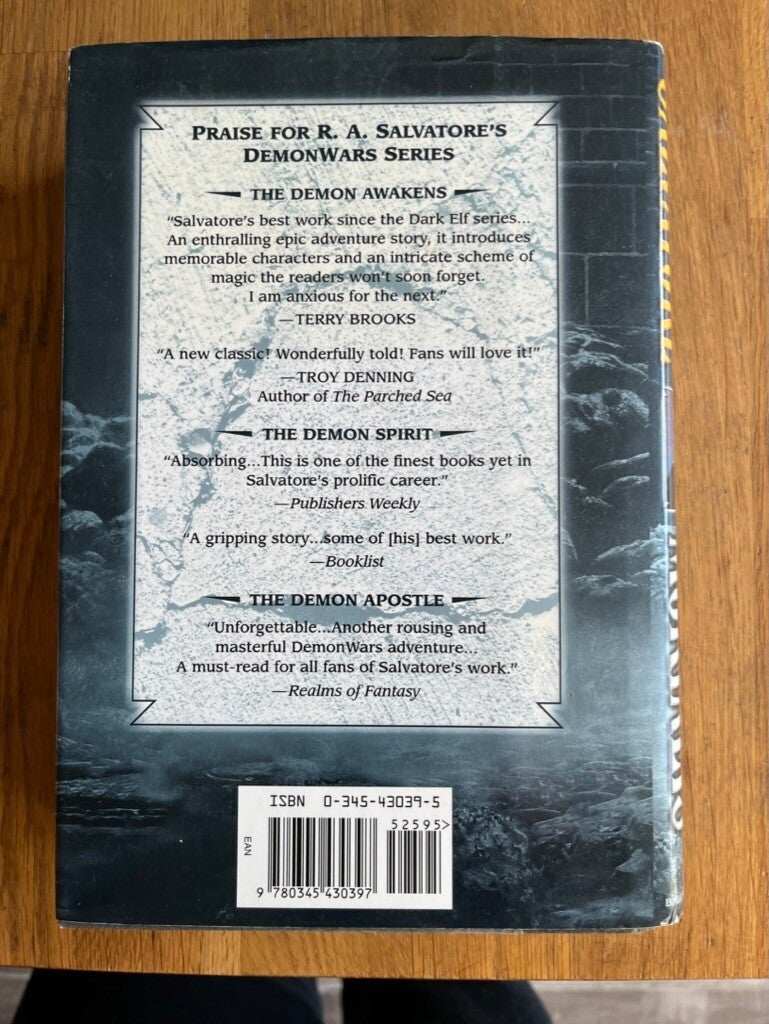 PRAISE FOR R. A. SALVATORE'S
DEMONWARS SERIES
THE DEMON AWAKENS
“Salvatore's best work since the Dark Elf series...
An enthralling epic adventure story, it introduces
memorable characters and an intricate scheme of
magic the readers won't soon forget.
I am anxious for the next.”
—TERRY BROOKS
“A new classic! Wonderfully told! Fans will love it!”
—TROY DENNING
Author of The Parched Sea
THE DEMON SPIRIT
“Absorbing...This is one of the finest books yet in
Salvatore's prolific career.”
—Publishers Weekly
“A gripping story...some of [his] best work.”
—Booklist
THE DEMON APOSTLE
“Unforgettable...Another rousing and
masterful DemonWars adventure...
A must-read for all fans of Salvatore's work.”
—Realms of Fantasy
ISBN 0-345-43039-5
52595>
EAN
9 780345 430397